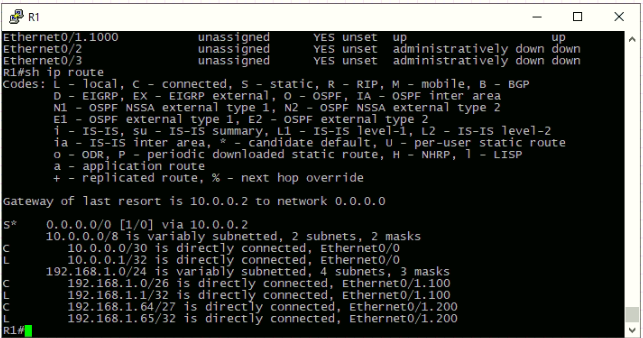 R1
Ethernet0/1.1000 unassigned YES unset up up
Ethernet0/2 unassigned YES unset administratively down down
Ethernet0/3 unassigned YES unset administratively down down
R1#sh ip route
Codes: L - local, C - connected, S - static, R - RIP, M - mobile, B - BGP
D - EIGRP, EX - EIGRP external, O - OSPF, IA - OSPF inter area
N1 - OSPF NSSA external type 1, N2 - OSPF NSSA external type 2
E1 - OSPF external type 1, E2 - OSPF external type 2
i - IS-IS, su - IS-IS summary, L1 - IS-IS level-1, L2 - IS-IS level-2
ia - IS-IS inter area, * - candidate default, U - per-user static route
o - ODR, P - periodic downloaded static route, H - NHRP, l - LISP
a - application route
+ - replicated route, % - next hop override
Gateway of last resort is 10.0.0.2 to network 0.0.0.0
S* 0.0.0.0/0 [1/0] via 10.0.0.2
10.0.0.0/8 is variably subnetted, 2 subnets, 2 masks
C 10.0.0.0/30 is directly connected, Ethernet0/0
L 10.0.0.1/32 is directly connected, Ethernet0/0
192.168.1.0/24 is variably subnetted, 4 subnets, 3 masks
C 192.168.1.0/26 is directly connected, Ethernet0/1.100
L 192.168.1.1/32 is directly connected, Ethernet0/1.100
C 192.168.1.64/27 is directly connected, Ethernet0/1.200
L 192.168.1.65/32 is directly connected, Ethernet0/1.200
R1#